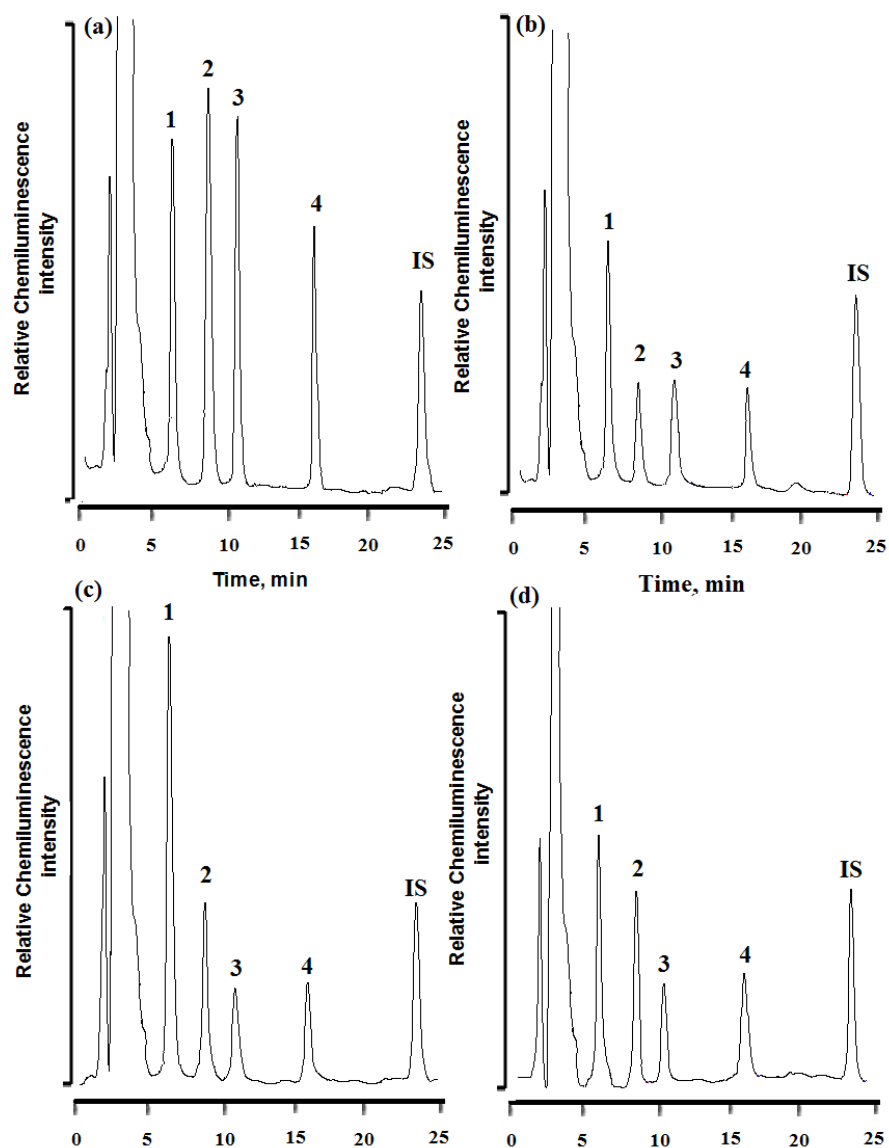 (a)
1
2
3
4
IS
Relative Chemiluminescence
intensity
0 5 10 15 20 25
Time, min
(b)
1
2
3
4
IS
Relative Chemiluminescence
intensity
0 5 10 15 20 25
Time, min
(c)
1
2
3
4
IS
Relative Chemiluminescence
intensity
0 5 10 15 20 25
(d)
1
2
3
4
IS
Relative Chemiluminescence
intensity
0 5 10 15 20 25